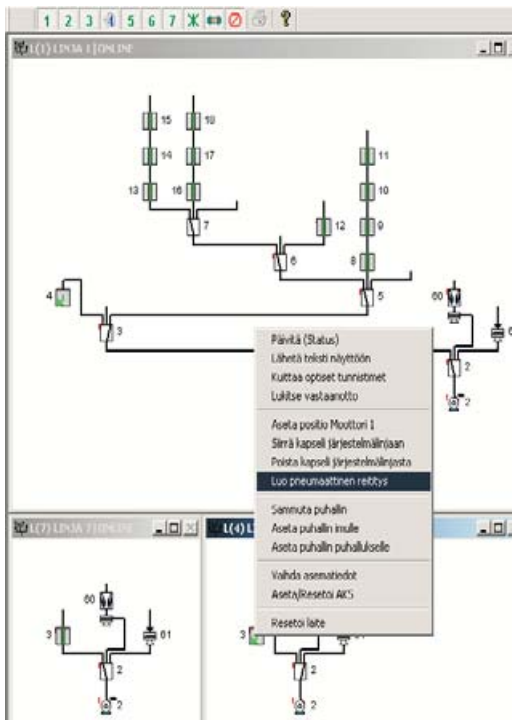 1 2 3 4 5 6 7
L(1) LINJA 1 | ONLINE
15
19
14
17
11
13
16
10
7
12
9
6
8
4
5
60
3
2
2
Päivitä (Status)
Lähetä teksti näyttöön
Kuittaa optiset tunnistimet
Lukitse vastaanotto
Aseta positio Moottori 1
Siirrä kapseli järjestelmälinjaan
Poista kapseli järjestelmälinjasta
Luo pneumaattinen reititys
Sammuta puhallin
Aseta puhallin imulle
Aseta puhallin puhallukselle
Vaihda asematiedot
Aseta/Resetoi AKS
Resetoi laite
L(7) LINJA 7 | ONLINE
60
3
61
2
2
L(4) L
3
2
2